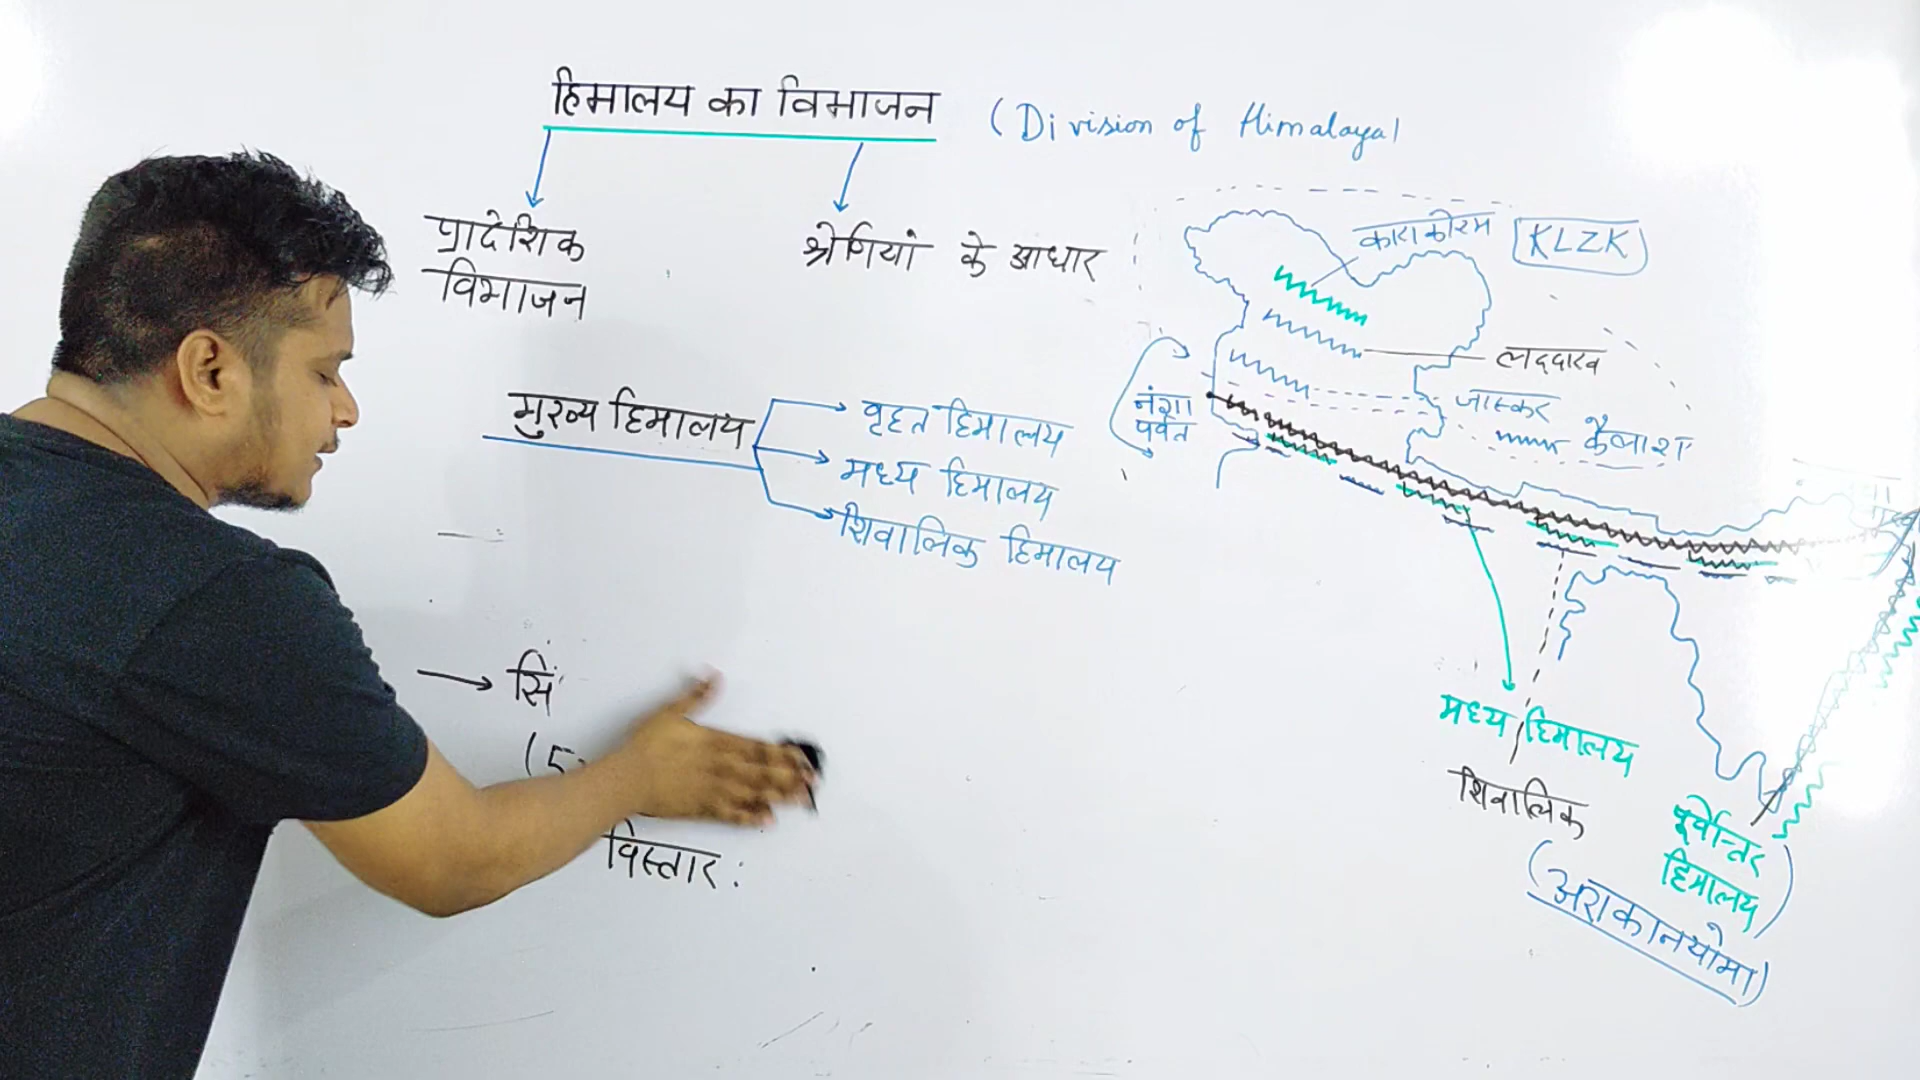 हिमालय का विभाजन (Division of Himalaya)
प्रादेशिक
विभाजन
श्रेणियां के आधार
मुख्य हिमालय
वृहत हिमालय
मध्य हिमालय
शिवालिक हिमालय
→ सिं
(5
विस्तार:
काराकोरम KLZK
लद्दाख
जास्कर
कैलाश
नंगा
पर्वत
मध्य हिमालय
शिवालिक
पूर्वोत्तर
हिमालय
(अराकानयोमा)